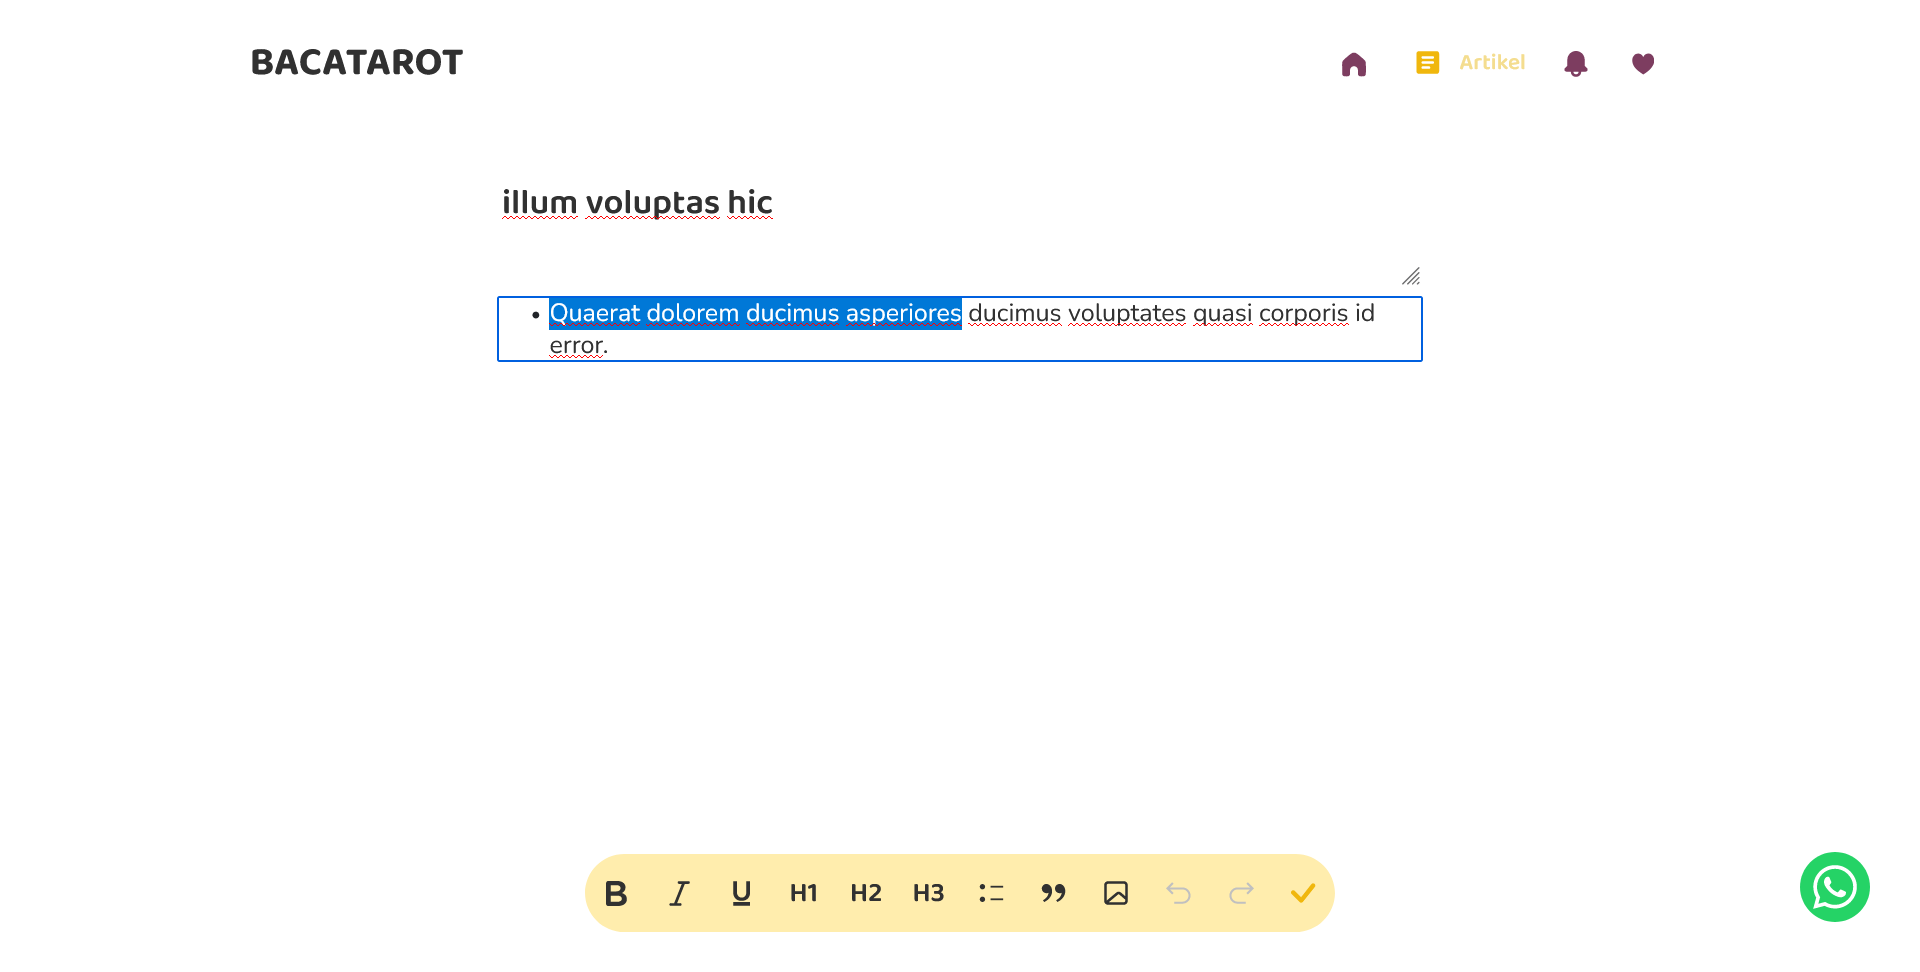 BACATAROT
Artikel
illum voluptas hic
• Quaerat dolorem ducimus asperiores ducimus voluptates quasi corporis id
error.
B I U H1 H2 H3